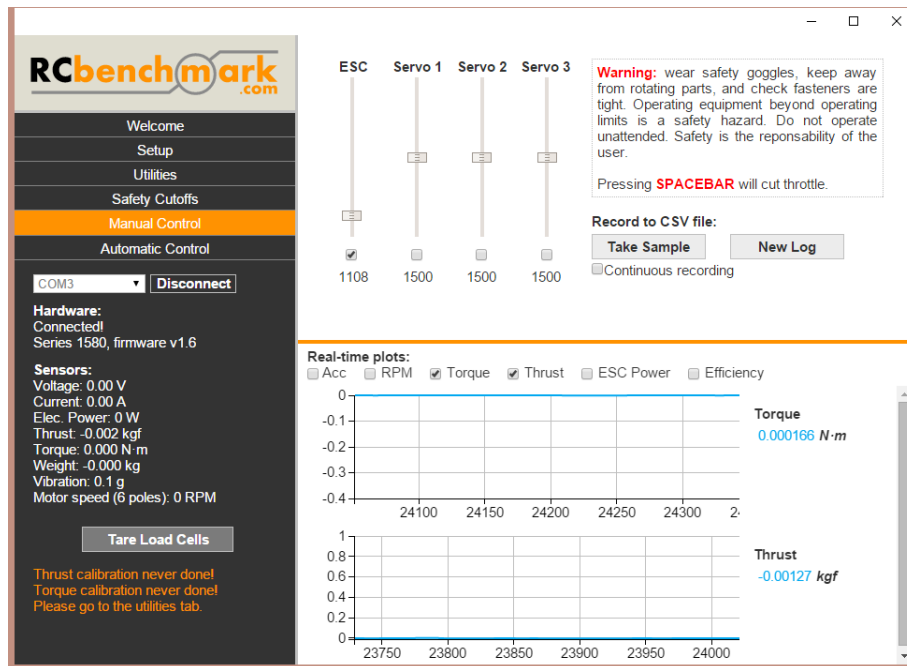 RCbenchmark
.com
Welcome
Setup
Utilities
Safety Cutoffs
Manual Control
Automatic Control
COM3
Disconnect
Hardware:
Connected!
Series 1580, firmware v1.6
Sensors:
Voltage: 0.00 V
Current: 0.00 A
Elec. Power: 0 W
Thrust: -0.002 kgf
Torque: 0.000 N·m
Weight: -0.000 kg
Vibration: 0.1 g
Motor speed (6 poles): 0 RPM
Tare Load Cells
Thrust calibration never done!
Torque calibration never done!
Please go to the utilities tab.
ESC Servo 1 Servo 2 Servo 3
1108 1500 1500 1500
Warning: wear safety goggles, keep away
from rotating parts, and check fasteners are
tight. Operating equipment beyond operating
limits is a safety hazard. Do not operate
unattended. Safety is the reponsability of the
user.
Pressing SPACEBAR will cut throttle.
Record to CSV file:
Take Sample New Log
Continuous recording
Real-time plots:
Acc RPM Torque Thrust ESC Power Efficiency
0
-0.1
-0.2
-0.3
-0.4
24100 24150 24200 24250 24300
Torque
0.000166 N·m
1
0.8
0.6
0.4
0.2
0
23750 23800 23850 23900 23950 24000
Thrust
-0.00127 kgf